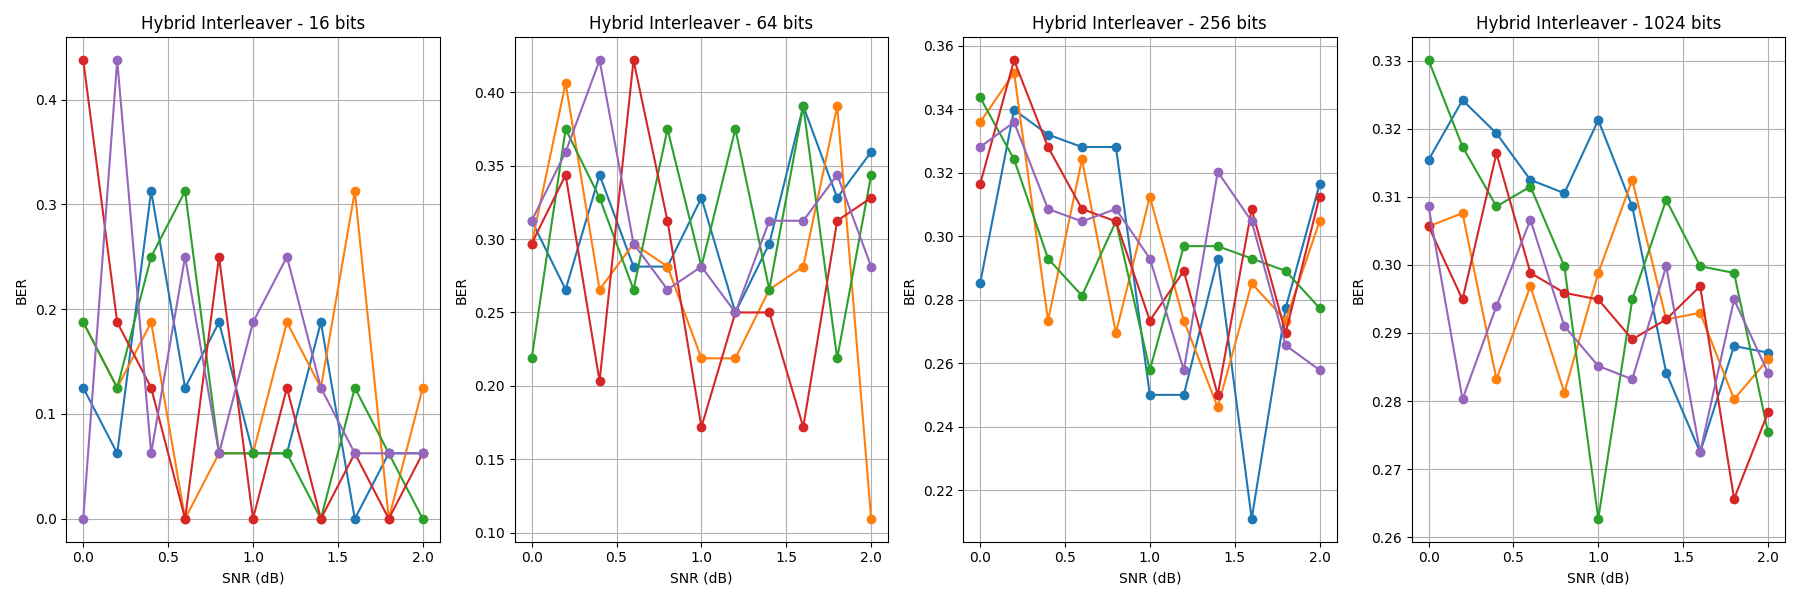 Hybrid Interleaver - 16 bits
BER
0.4
0.3
0.2
0.1
0.0
0.0 0.5 1.0 1.5 2.0
SNR (dB)
Hybrid Interleaver - 64 bits
BER
0.40
0.35
0.30
0.25
0.20
0.15
0.10
0.0 0.5 1.0 1.5 2.0
SNR (dB)
Hybrid Interleaver - 256 bits
BER
0.36
0.34
0.32
0.30
0.28
0.26
0.24
0.22
0.0 0.5 1.0 1.5 2.0
SNR (dB)
Hybrid Interleaver - 1024 bits
BER
0.33
0.32
0.31
0.30
0.29
0.28
0.27
0.26
0.0 0.5 1.0 1.5 2.0
SNR (dB)